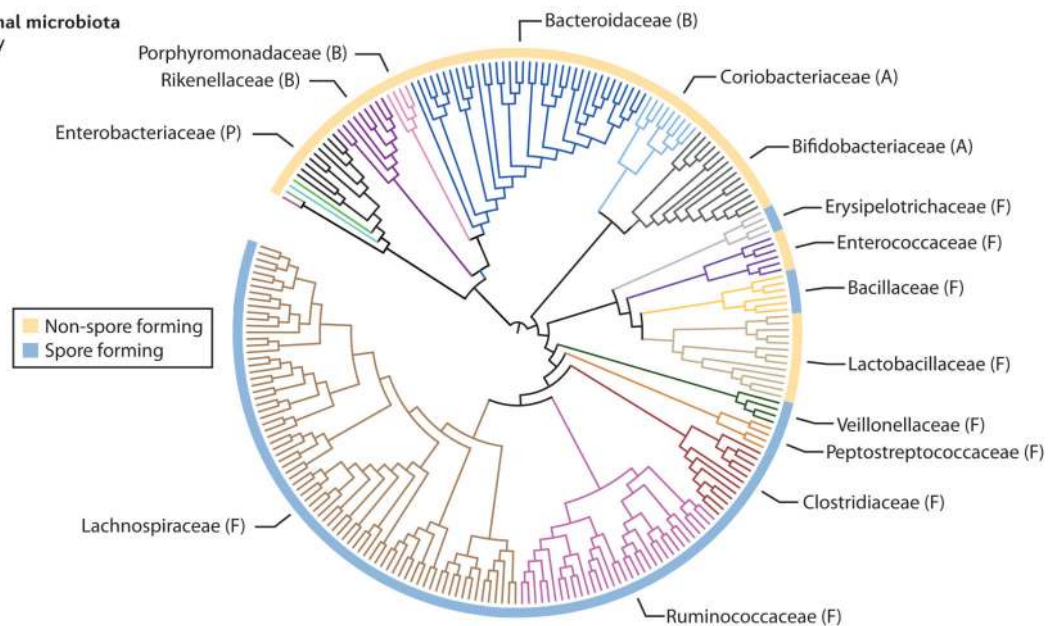 nal microbiota
y
Bacteroidaceae (B)
Porphyromonadaceae (B)
Rikenellaceae (B)
Coriobacteriaceae (A)
Enterobacteriaceae (P)
Bifidobacteriaceae (A)
Erysipelotrichaceae (F)
Enterococcaceae (F)
Bacillaceae (F)
Non-spore forming
Spore forming
Lactobacillaceae (F)
Veillonellaceae (F)
Peptostreptococcaceae (F)
Clostridiaceae (F)
Lachnospiraceae (F)
Ruminococcaceae (F)